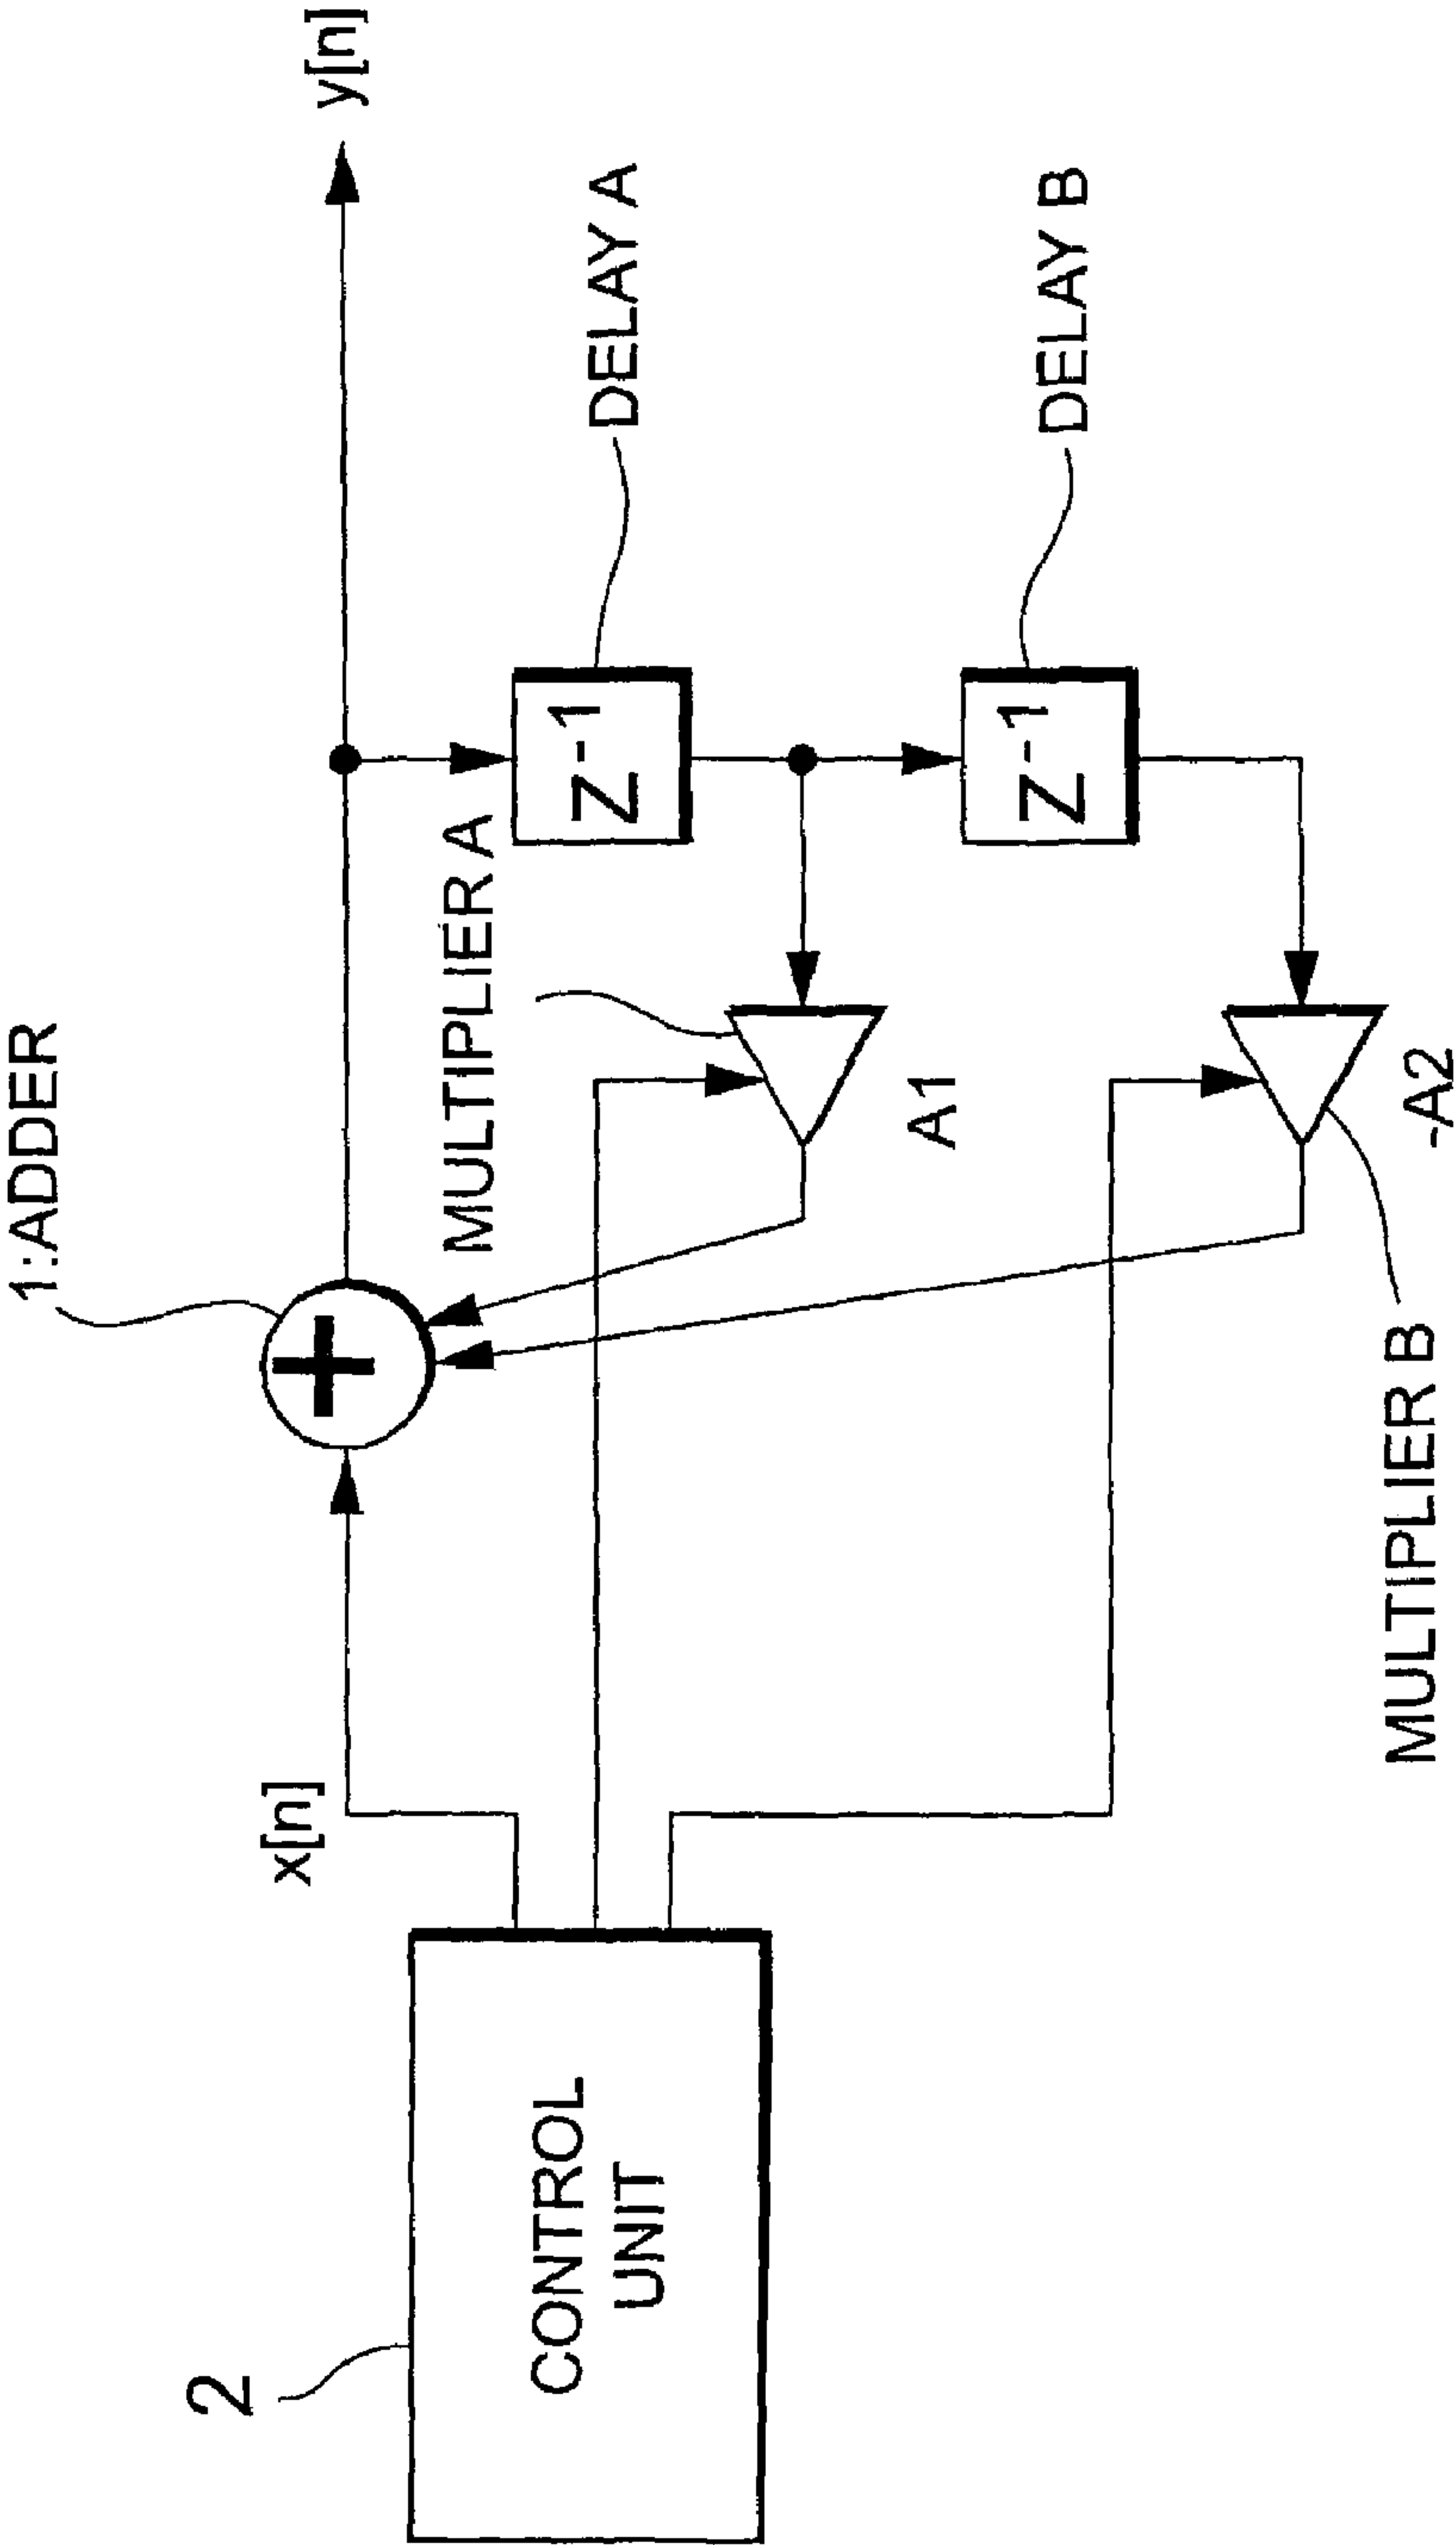 1:ADDER
y[n]
x[n]
MULTIPLIER A
Z-1
DELAY A
2
CONTROL
UNIT
A1
Z-1
DELAY B
MULTIPLIER B
-A2